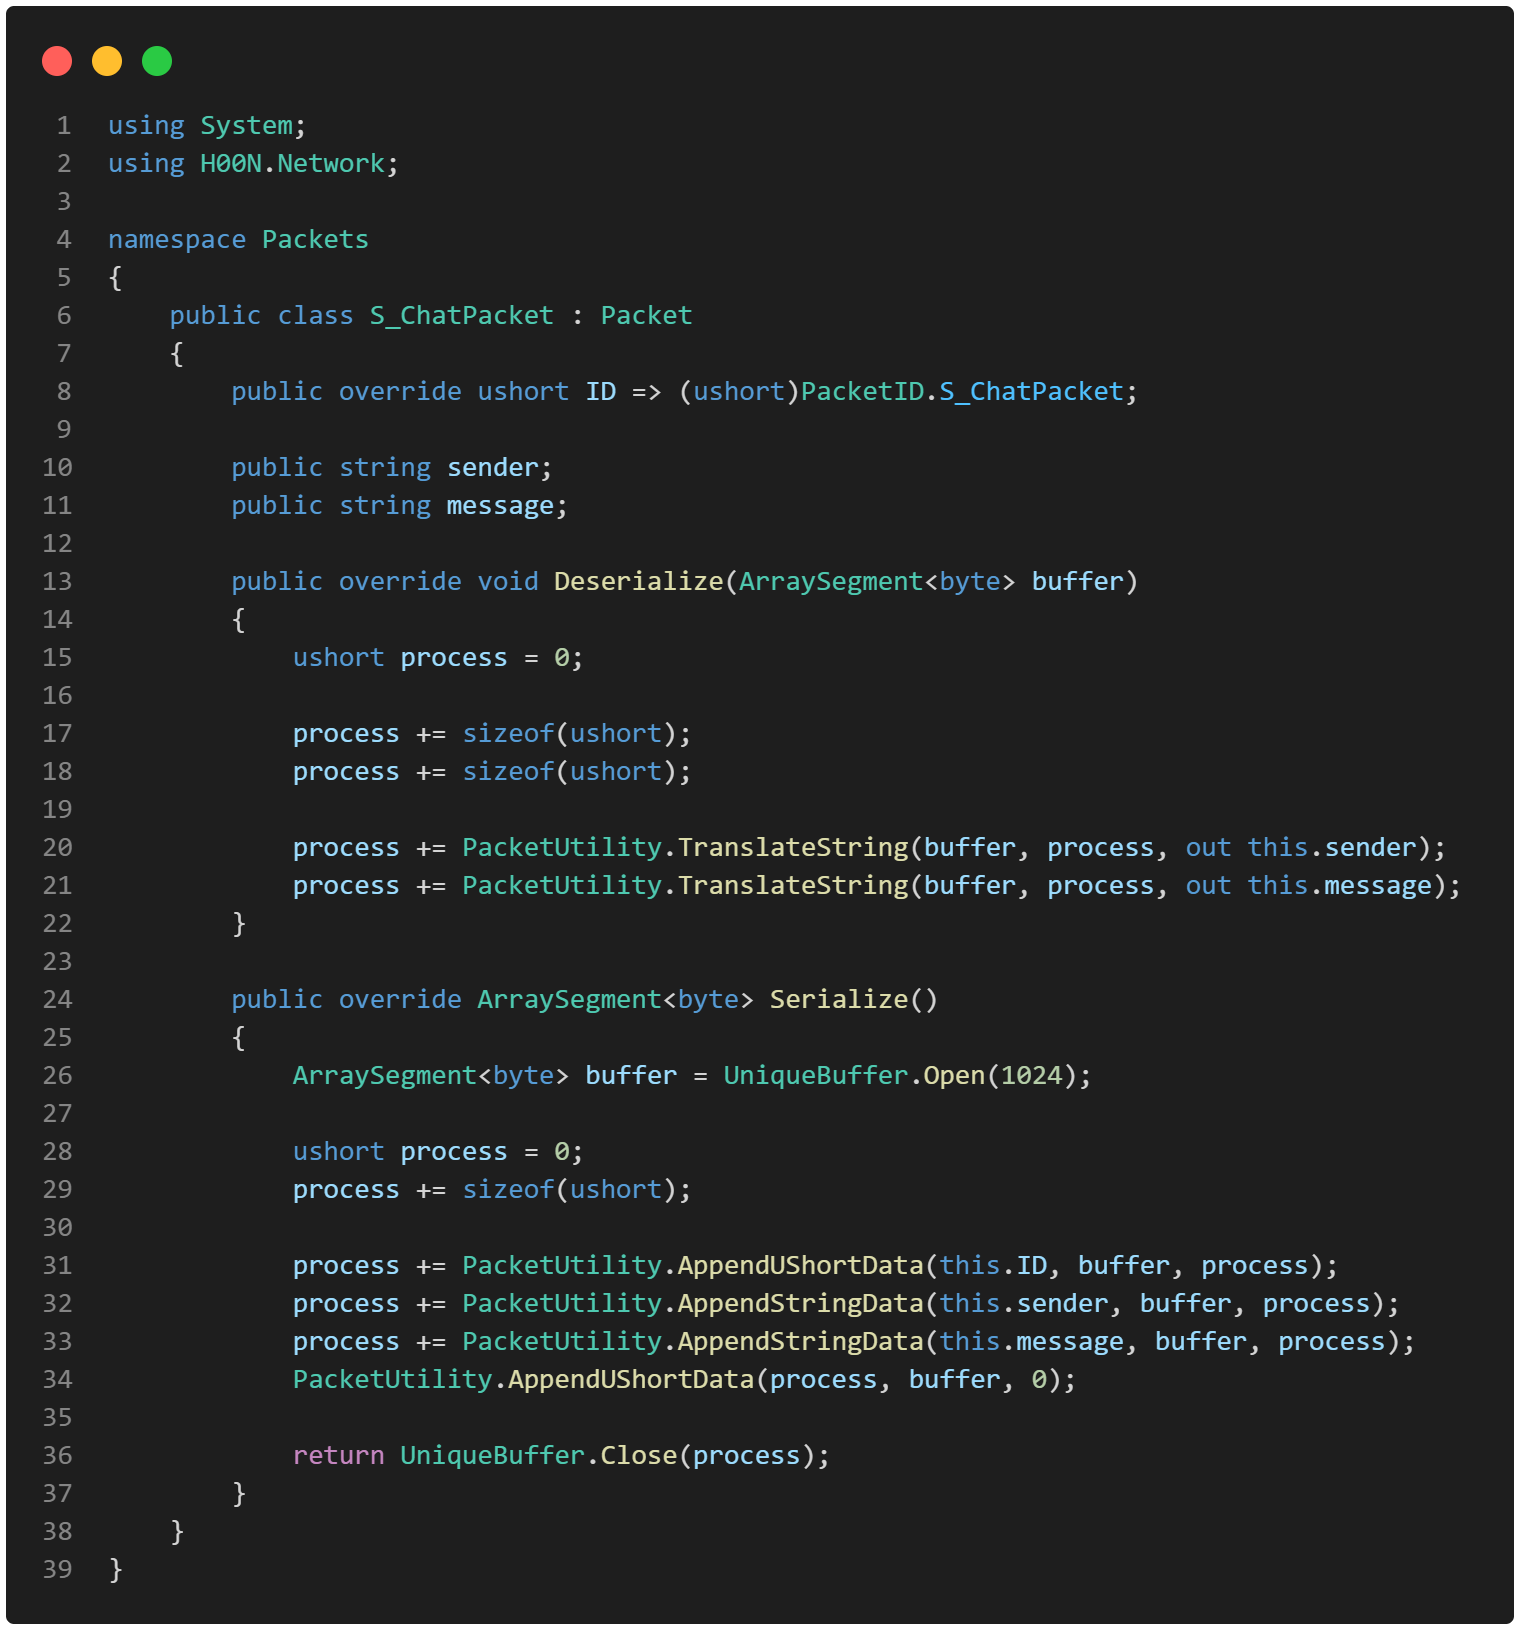 1 using System;
2 using H00N.Network;
3
4 namespace Packets
5 {
6     public class S_ChatPacket : Packet
7     {
8         public override ushort ID => (ushort)PacketID.S_ChatPacket;
9
10         public string sender;
11         public string message;
12
13         public override void Deserialize(ArraySegment<byte> buffer)
14         {
15             ushort process = 0;
16
17             process += sizeof(ushort);
18             process += sizeof(ushort);
19
20             process += PacketUtility.TranslateString(buffer, process, out this.sender);
21             process += PacketUtility.TranslateString(buffer, process, out this.message);
22         }
23
24         public override ArraySegment<byte> Serialize()
25         {
26             ArraySegment<byte> buffer = UniqueBuffer.Open(1024);
27
28             ushort process = 0;
29             process += sizeof(ushort);
30
31             process += PacketUtility.AppendUShortData(this.ID, buffer, process);
32             process += PacketUtility.AppendStringData(this.sender, buffer, process);
33             process += PacketUtility.AppendStringData(this.message, buffer, process);
34             PacketUtility.AppendUShortData(process, buffer, 0);
35
36             return UniqueBuffer.Close(process);
37         }
38     }
39 }